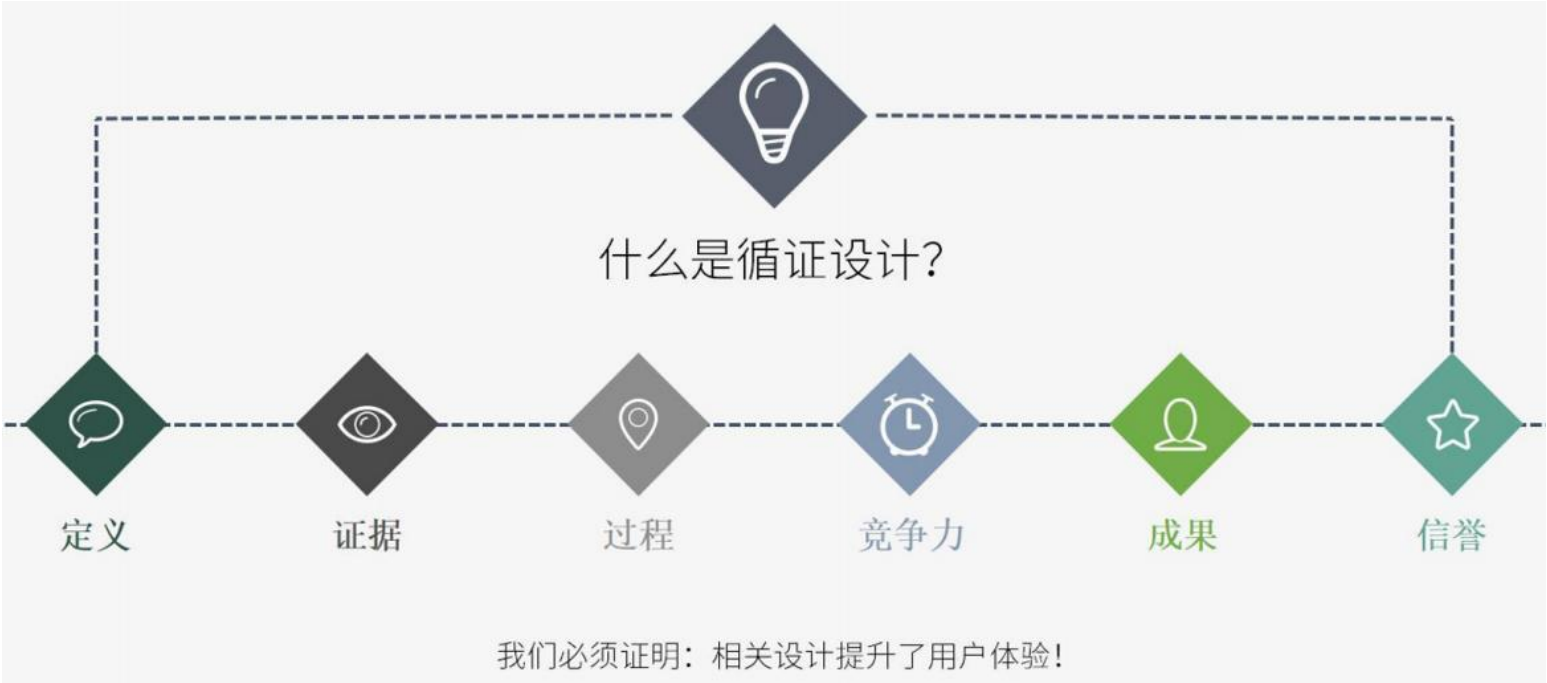 什么是循证设计？
定义
证据
过程
竞争力
成果
信誉
我们必须证明：相关设计提升了用户体验！